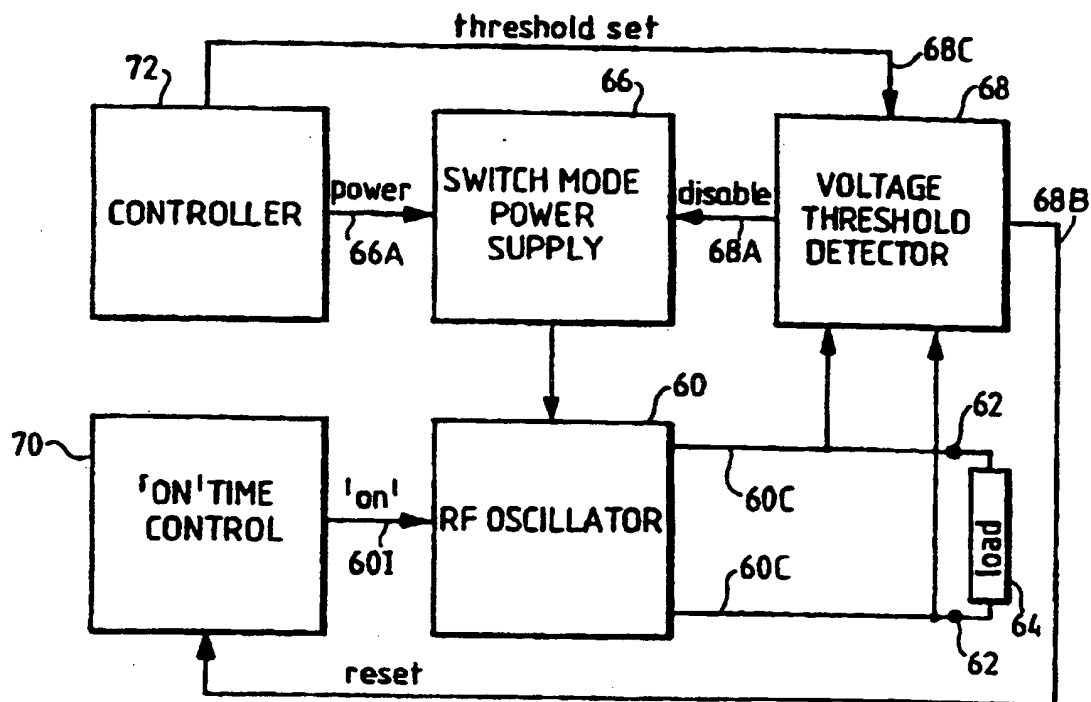 threshold set
68C
72
66
68
CONTROLLER
power
66A
SWITCH MODE
POWER
SUPPLY
disable
68A
VOLTAGE
THRESHOLD
DETECTOR
68B
60
70
'ON' TIME
CONTROL
'on'
60I
RF OSCILLATOR
60C
60C
62
load
64
62
reset